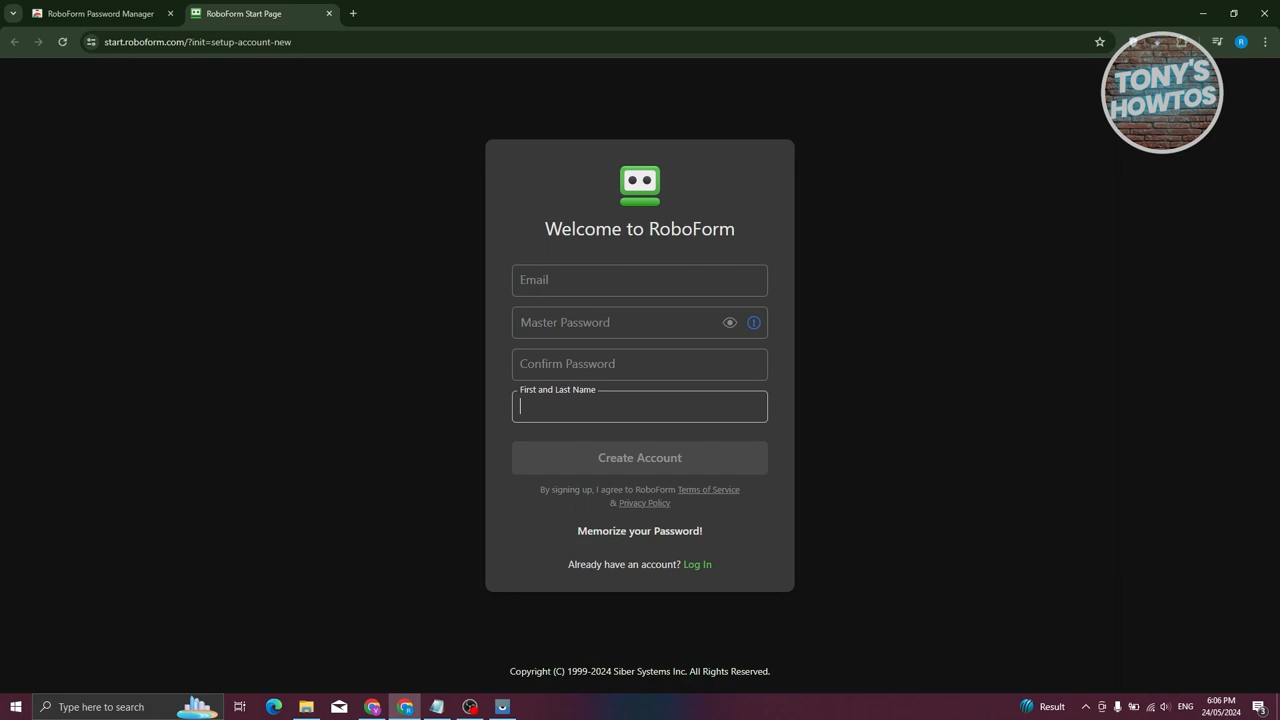 RoboForm Password Manager
RoboForm Start Page
start.roboform.com/?init=setup-account-new
R
TONY'S
HOWTOS
Welcome to RoboForm
Email
Master Password
Confirm Password
First and Last Name
Create Account
By signing up, I agree to RoboForm Terms of Service
& Privacy Policy
Memorize your Password!
Already have an account? Log In
Copyright (C) 1999-2024 Siber Systems Inc. All Rights Reserved.
Type here to search
Result
ENG
6:06 PM
24/05/2024